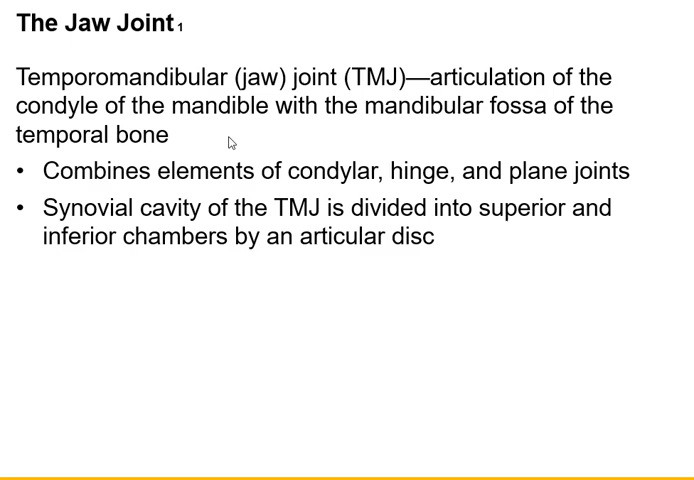 The Jaw Joint 1
Temporomandibular (jaw) joint (TMJ)—articulation of the
condyle of the mandible with the mandibular fossa of the
temporal bone
• Combines elements of condylar, hinge, and plane joints
• Synovial cavity of the TMJ is divided into superior and
inferior chambers by an articular disc